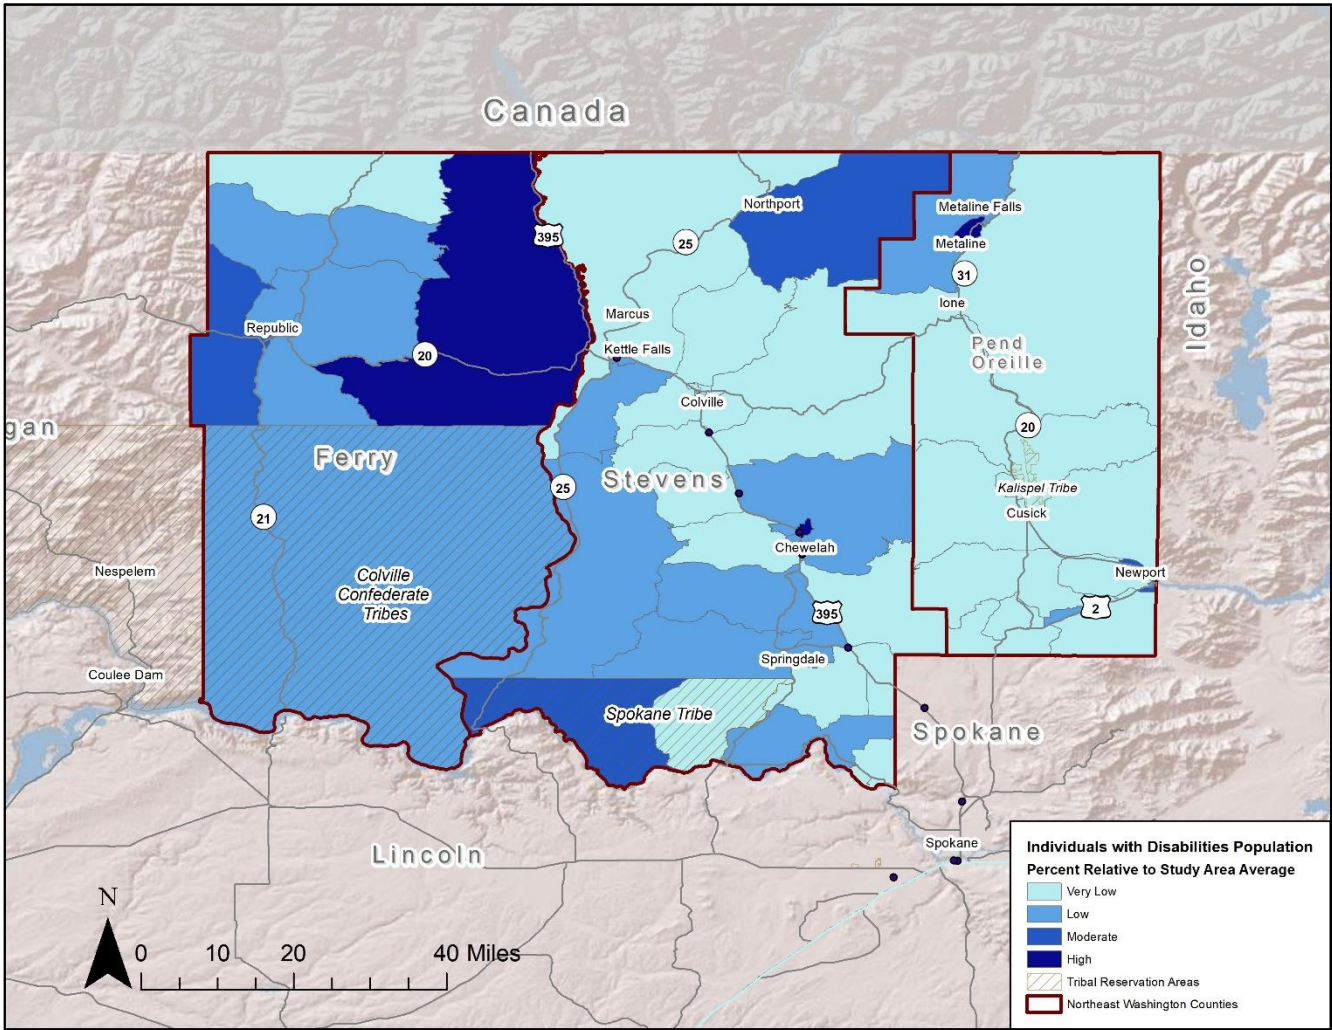 Canada
Northport
Metaline Falls
395
25
Metaline
31
Idaho
Ione
Marcus
Republic
Pend
Oreille
Kettle Falls
20
Colville
gan
20
Ferry
Stevens
Kalispel Tribe
25
Cusick
21
Chewelah
Nespelem
Colville
Confederate
Tribes
Newport
2
395
Springdale
Coulee Dam
Spokane Tribe
Spokane
Spokane
Lincoln
Individuals with Disabilities Population
Percent Relative to Study Area Average
Very Low
Low
Moderate
High
Tribal Reservation Areas
Northeast Washington Counties
N
0 10 20 40 Miles